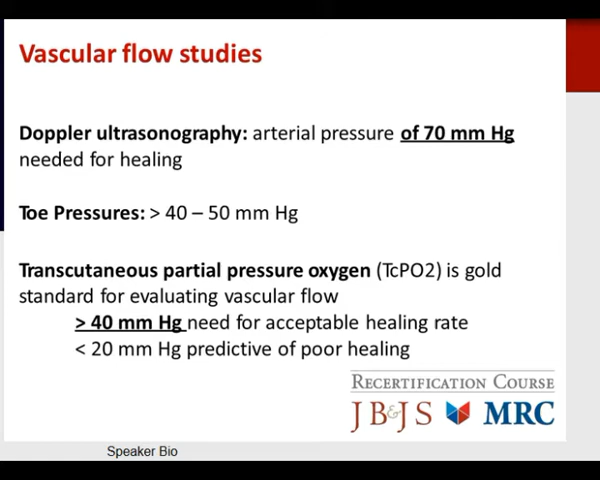 Vascular flow studies
Doppler ultrasonography: arterial pressure of 70 mm Hg
needed for healing
Toe Pressures: > 40 – 50 mm Hg
Transcutaneous partial pressure oxygen (TcPO2) is gold
standard for evaluating vascular flow
> 40 mm Hg need for acceptable healing rate
< 20 mm Hg predictive of poor healing
RECERTIFICATION COURSE
JB&JS MRC
Speaker Bio